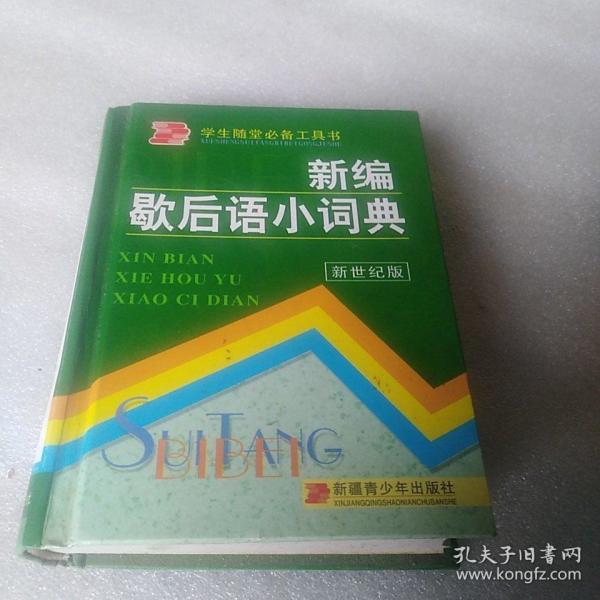 学生随堂必备工具书
XUESHENGSUITANGBIBEIGONGJUSHU
新编
歇后语小词典
XIN BIAN
XIE HOU YU
XIAO CI DIAN
新世纪版
SUITANG
BIBEI
新疆青少年出版社
XINJIANGQINGSHAONIANCHUBANSHE
孔夫子旧书网
www.kongfz.com